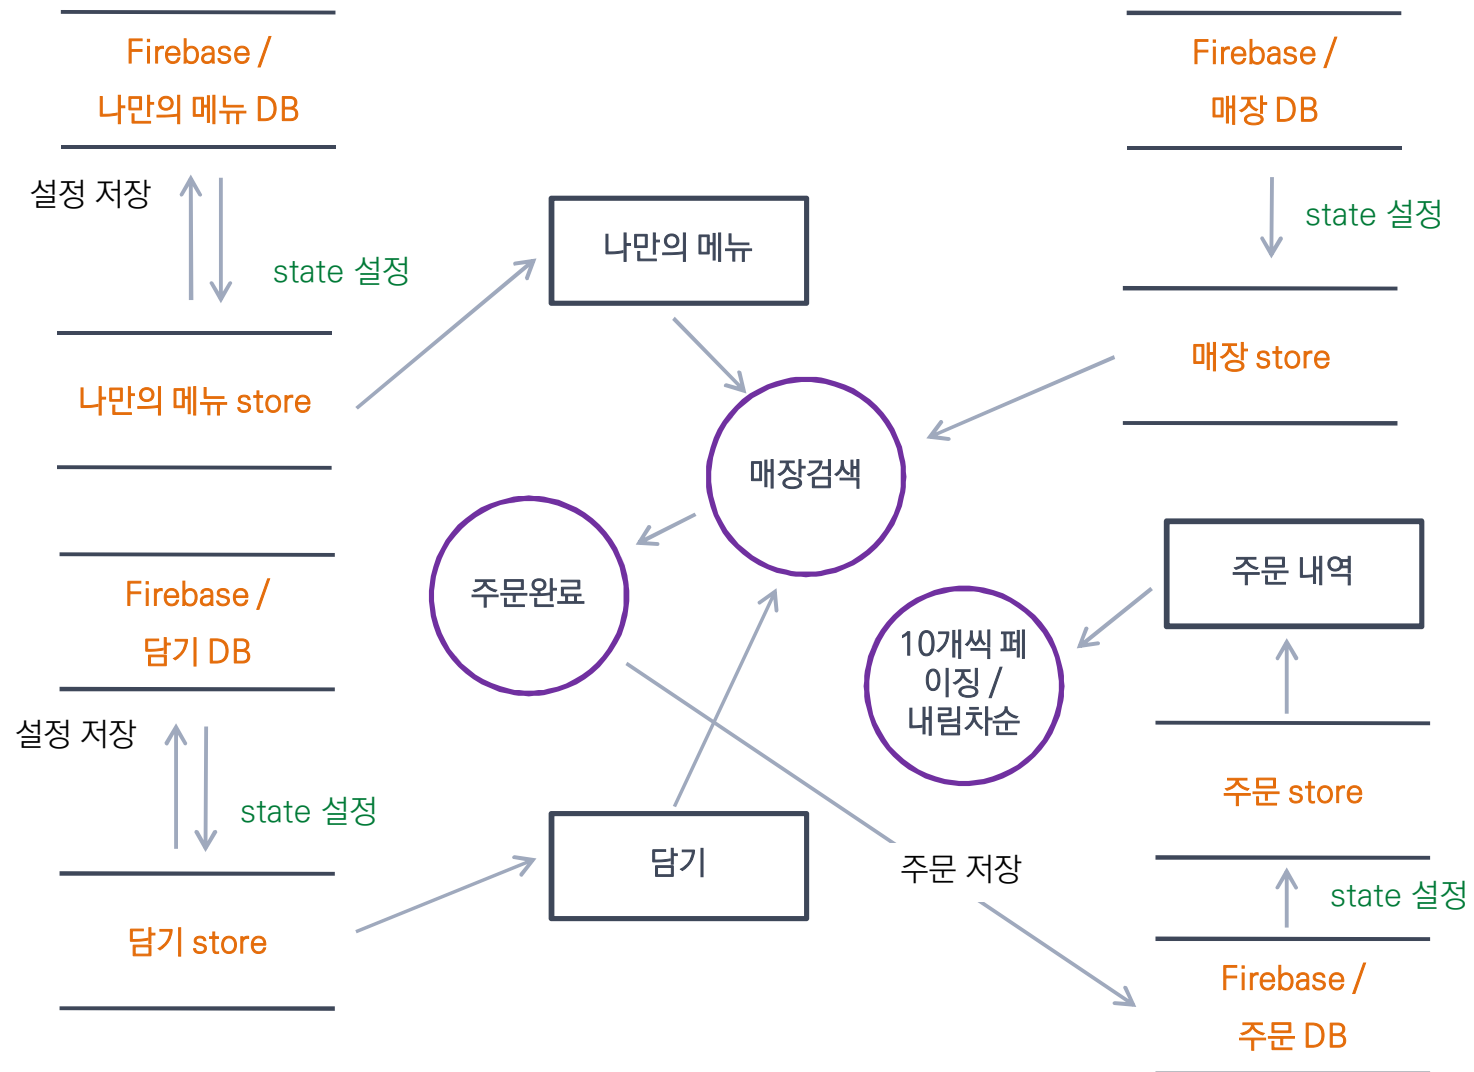 Firebase /
나만의 메뉴 DB
Firebase /
매장 DB
설정 저장
state 설정
state 설정
나만의 메뉴
매장 store
나만의 메뉴 store
매장검색
Firebase /
담기 DB
주문완료
주문 내역
10개씩 페
이징 /
내림차순
설정 저장
state 설정
주문 store
담기
주문 저장
state 설정
담기 store
Firebase /
주문 DB